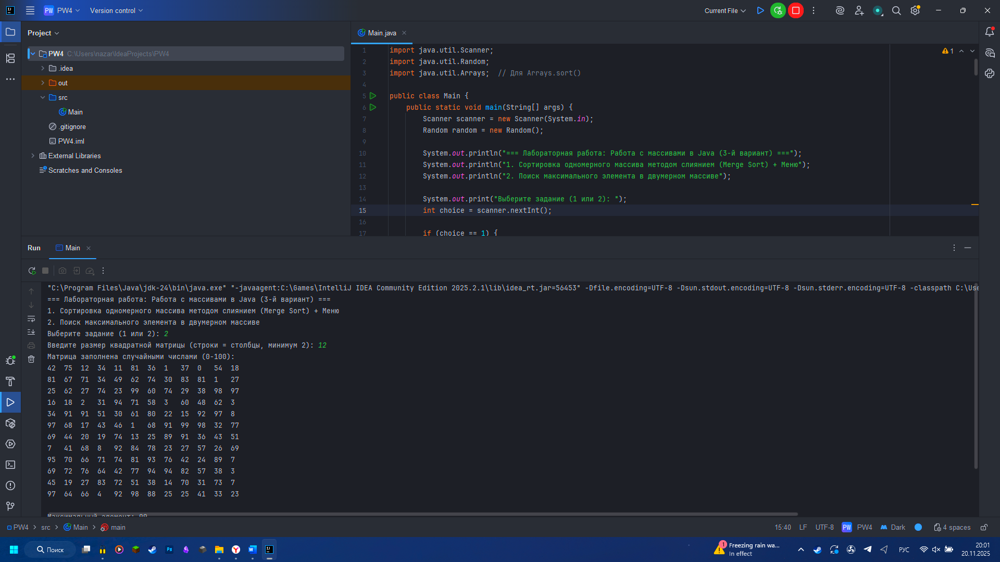 PW PW4 Version control Current File
Project
Main.java
PW4 C:\Users\nazar\IdeaProjects\PW4
.idea
out
src
Main
.gitignore
PW4.iml
External Libraries
Scratches and Consoles
1 import java.util.Scanner;
2 import java.util.Random;
3 import java.util.Arrays;  // Для Arrays.sort()
4
5 public class Main {
6 public static void main(String[] args) {
7 Scanner scanner = new Scanner(System.in);
8 Random random = new Random();
9
10 System.out.println("=== Лабораторная работа: Работа с массивами в Java (3-й вариант) ===");
11 System.out.println("1. Сортировка одномерного массива методом слиянием (Merge Sort) + Меню");
12 System.out.println("2. Поиск максимального элемента в двумерном массиве");
13
14 System.out.print("Выберите задание (1 или 2): ");
15 int choice = scanner.nextInt();
16
17 if (choice == 1) {
1
Run Main
"C:\Program Files\Java\jdk-24\bin\java.exe" "-javaagent:C:\Games\IntelliJ IDEA Community Edition 2025.2.1\lib\idea_rt.jar=56453" -Dfile.encoding=UTF-8 -Dsun.stdout.encoding=UTF-8 -Dsun.stderr.encoding=UTF-8 -classpath C:\Use
=== Лабораторная работа: Работа с массивами в Java (3-й вариант) ===
1. Сортировка одномерного массива методом слиянием (Merge Sort) + Меню
2. Поиск максимального элемента в двумерном массиве
Выберите задание (1 или 2): 2
Введите размер квадратной матрицы (строки = столбцы, минимум 2): 12
Матрица заполнена случайными числами (0-100):
42 75 12 34 11 81 36 1 37 0 54 18
81 67 71 34 49 62 74 30 83 81 1 27
25 62 27 74 23 99 60 74 29 38 98 97
16 18 2 31 94 71 58 3 60 48 62 3
34 91 91 51 30 61 80 22 15 92 97 8
97 68 17 43 46 1 68 91 99 98 32 77
69 44 20 19 74 13 25 89 91 36 43 51
7 41 68 8 92 84 78 23 27 57 26 69
95 70 66 71 74 81 93 76 42 24 89 7
69 72 76 64 42 77 94 94 82 57 38 3
45 19 27 83 72 51 38 14 70 31 73 7
97 64 66 4 92 98 88 25 25 41 33 23
Максимальный элемент: 99
PW4 src Main main 15:40 LF UTF-8 PW PW4 Dark 4 spaces
Поиск
Ps
1
Freezing rain wa...
In effect
РУС
20:01
20.11.2025